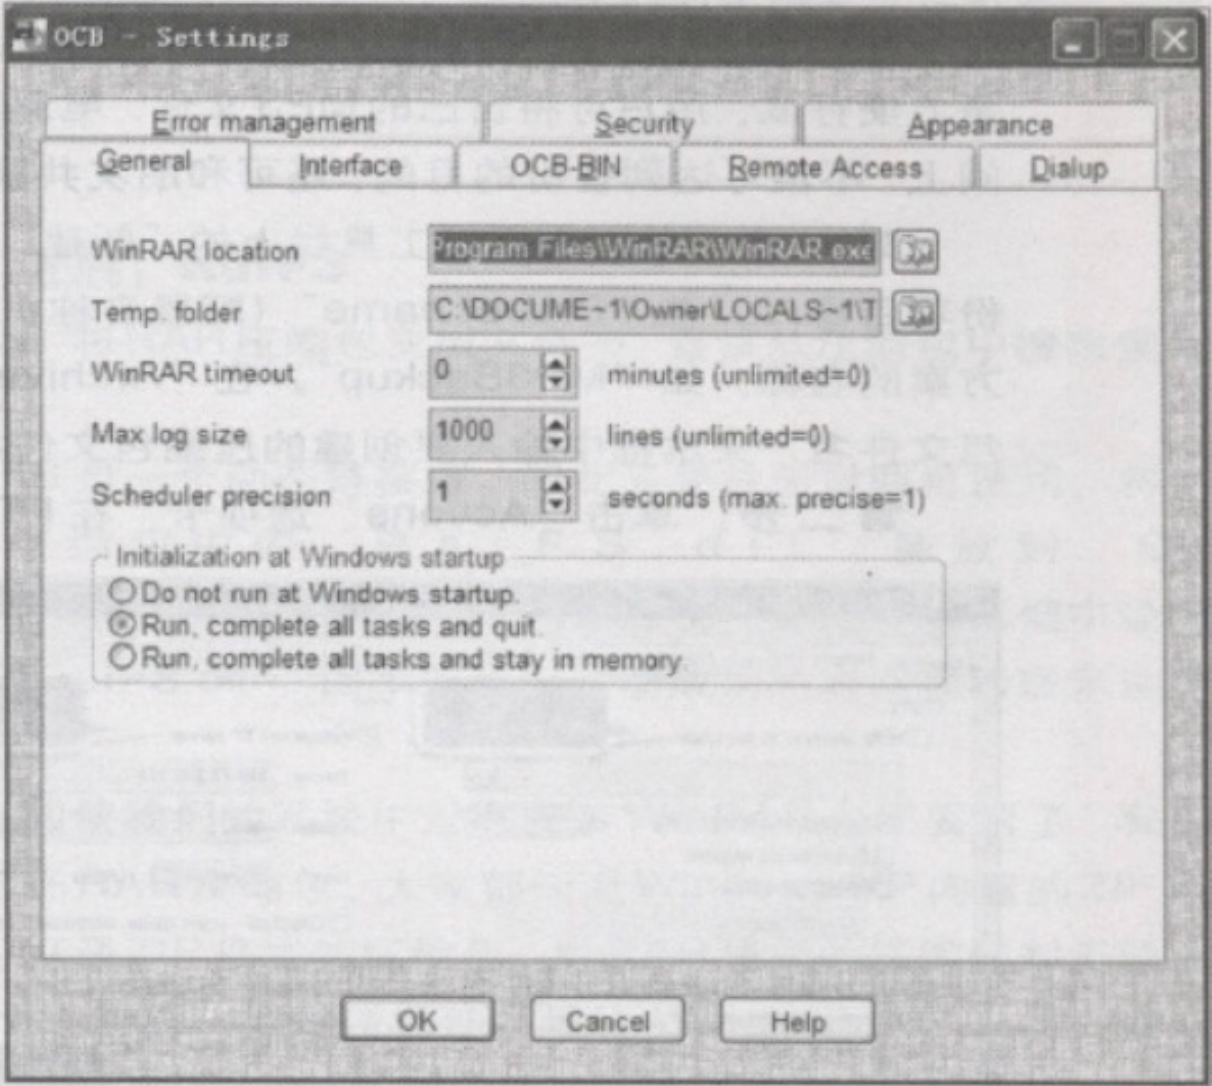 OCB - Settings
Error management
Security
Appearance
General
Interface
OCB-BIN
Remote Access
Dialup
WinRAR location
Program Files\WinRAR\WinRAR.exe
Temp. folder
C:\DOCUME~1\Owner\LOCALS~1\T
WinRAR timeout
0
minutes (unlimited=0)
Max log size
1000
lines (unlimited=0)
Scheduler precision
1
seconds (max. precise=1)
Initialization at Windows startup
Do not run at Windows startup.
Run, complete all tasks and quit.
Run, complete all tasks and stay in memory.
OK
Cancel
Help